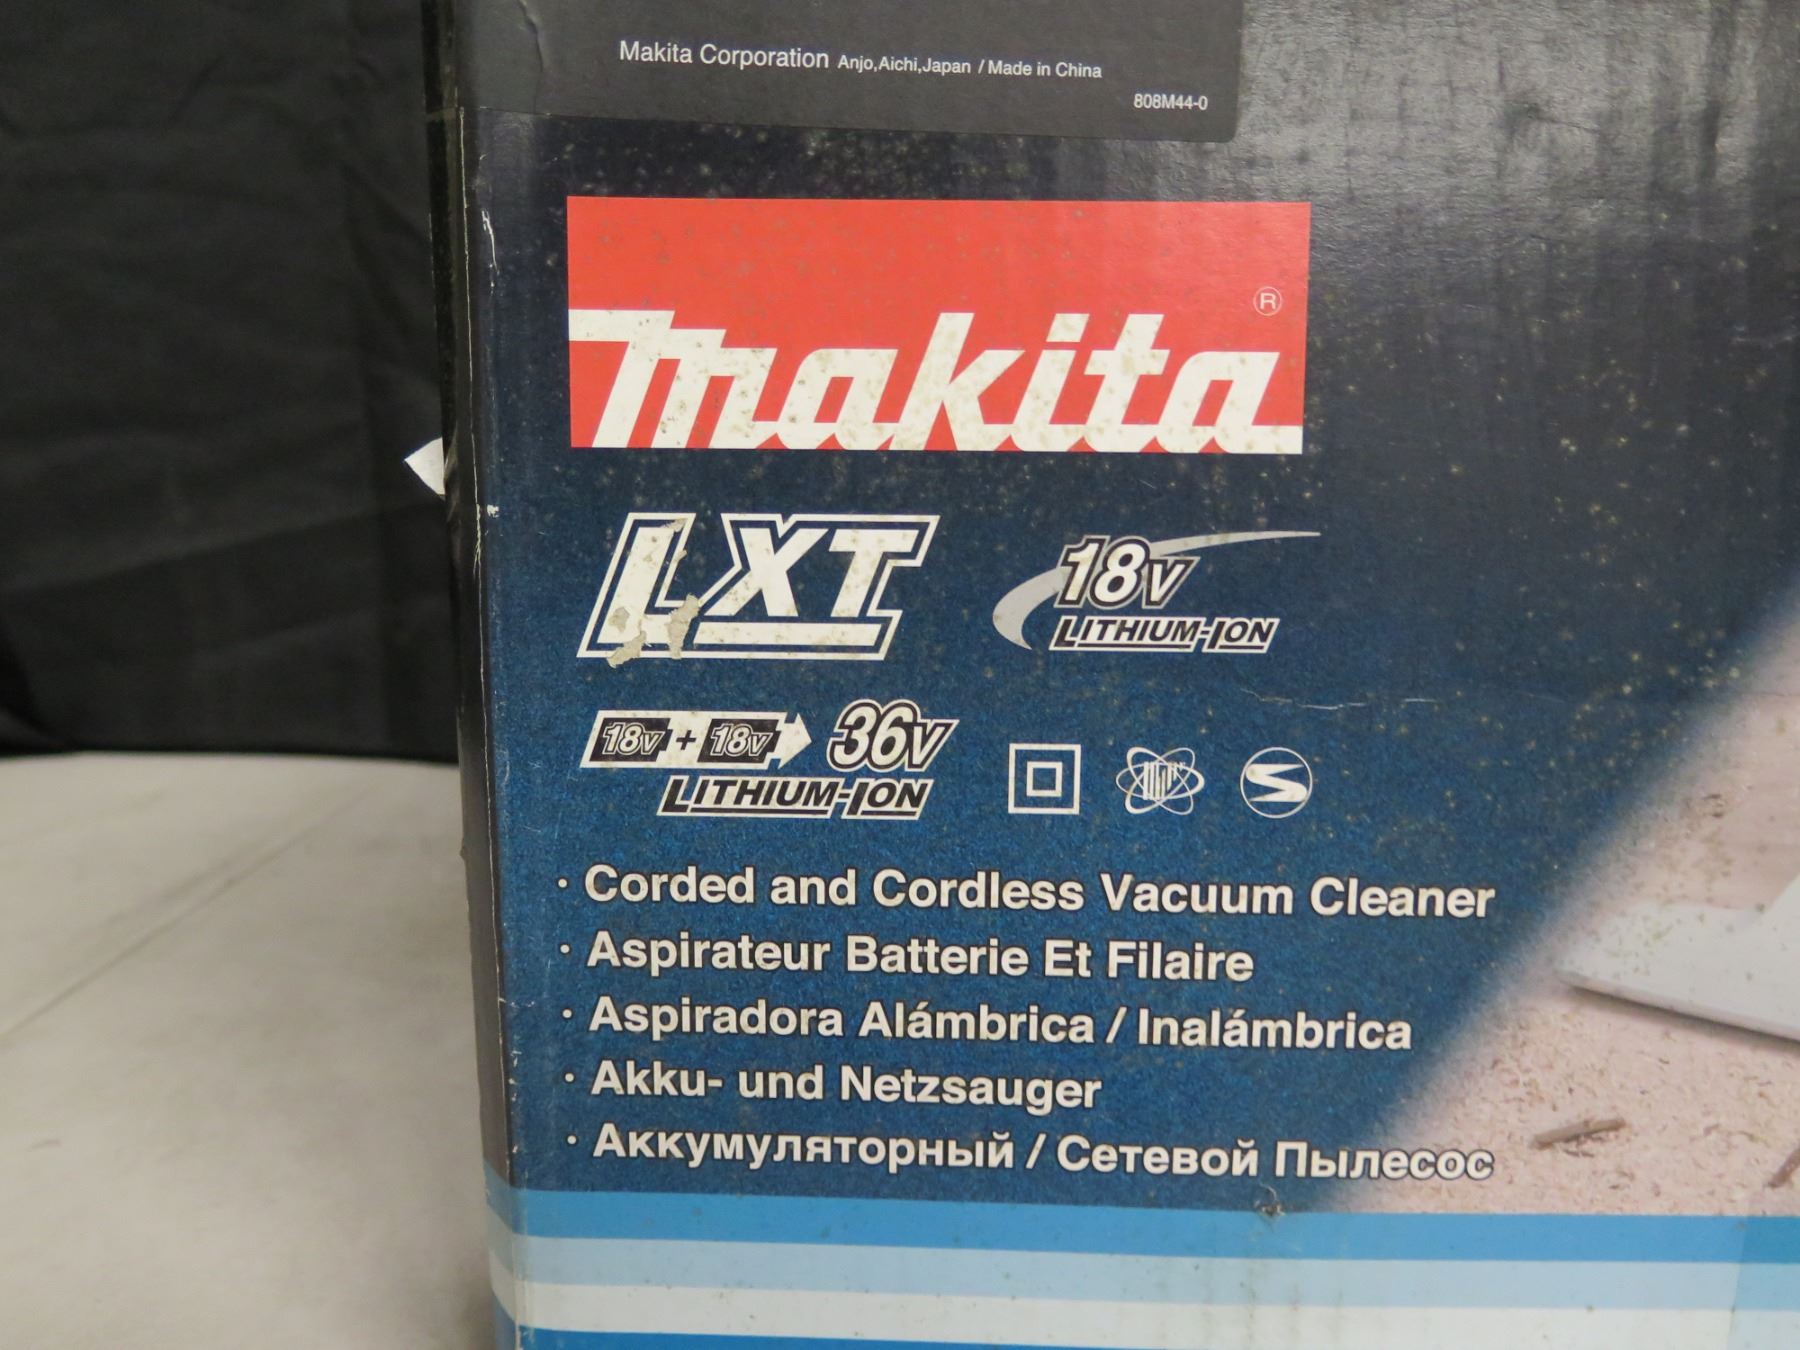 Makita Corporation Anjo,Aichi,Japan / Made in China
808M44-0
makita ®
LXT
18V LITHIUM-ION
18V + 18V 36V
LITHIUM-ION
· Corded and Cordless Vacuum Cleaner
· Aspirateur Batterie Et Filaire
· Aspiradora Alámbrica / Inalámbrica
· Akku- und Netzsauger
· Аккумуляторный / Сетевой Пылесос